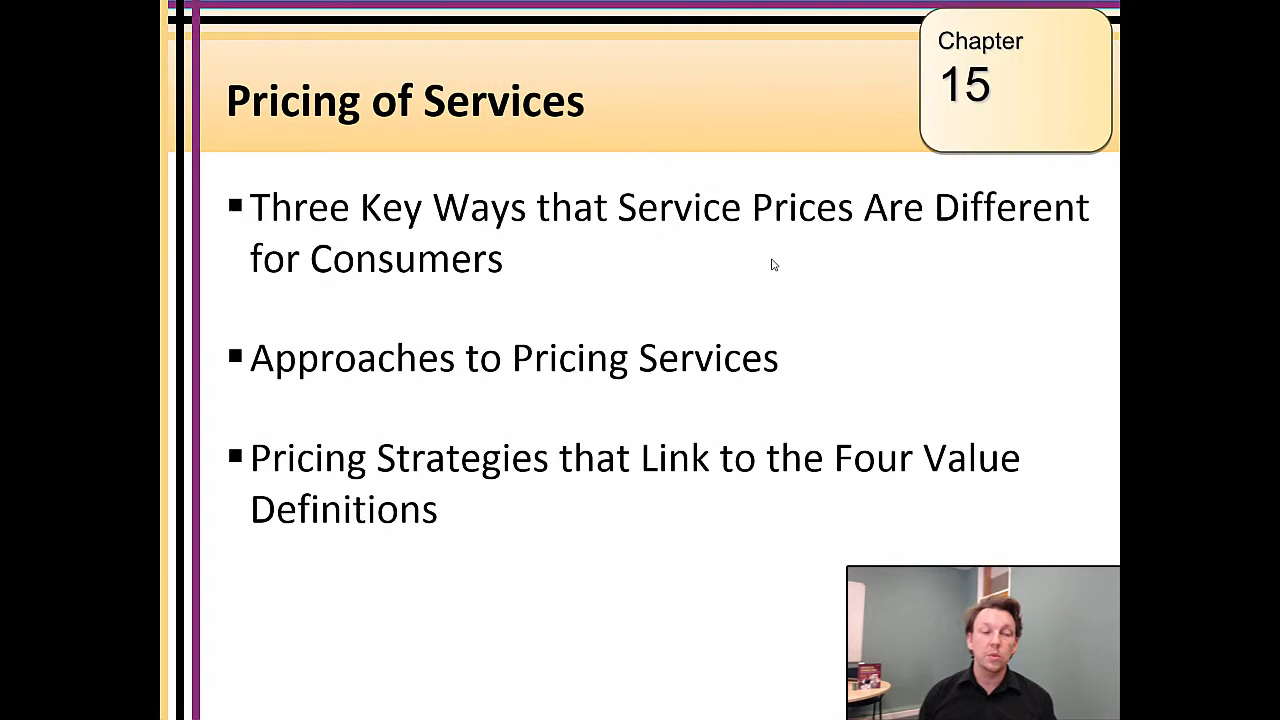 Chapter
15
Pricing of Services
▪Three Key Ways that Service Prices Are Different
for Consumers
▪Approaches to Pricing Services
▪Pricing Strategies that Link to the Four Value
Definitions